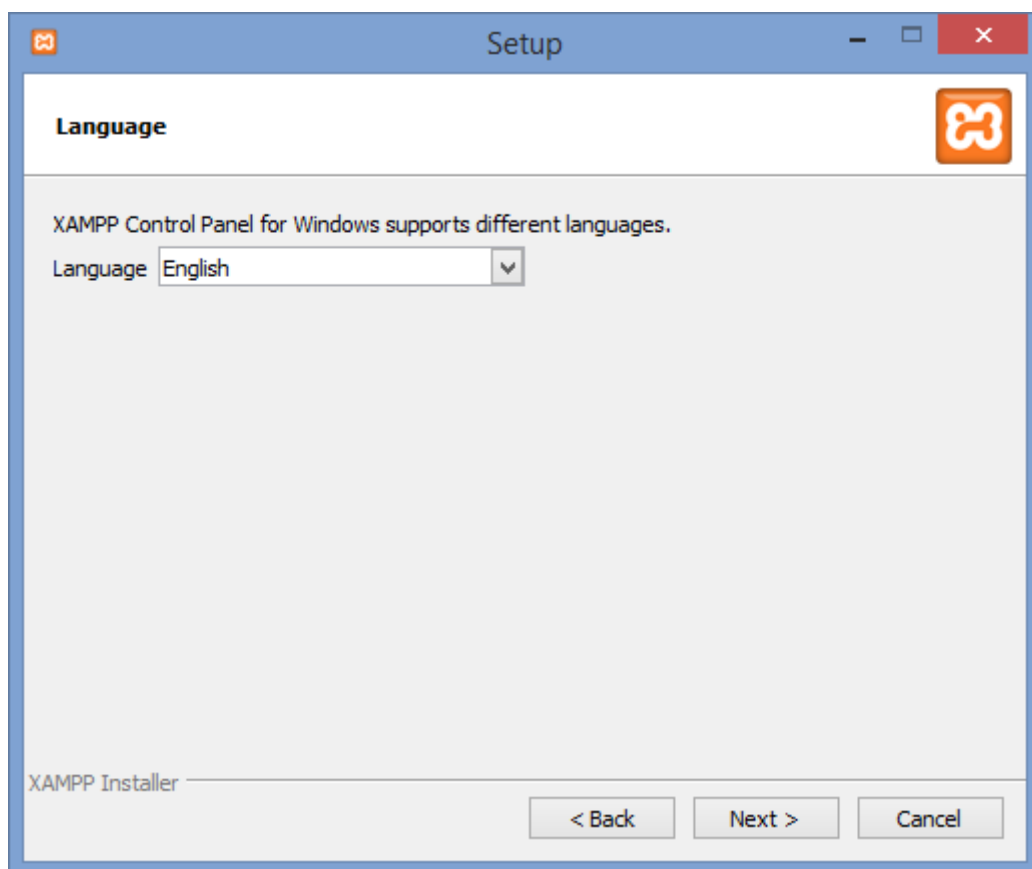 Setup
Language
XAMPP Control Panel for Windows supports different languages.
Language English
XAMPP Installer
< Back Next > Cancel